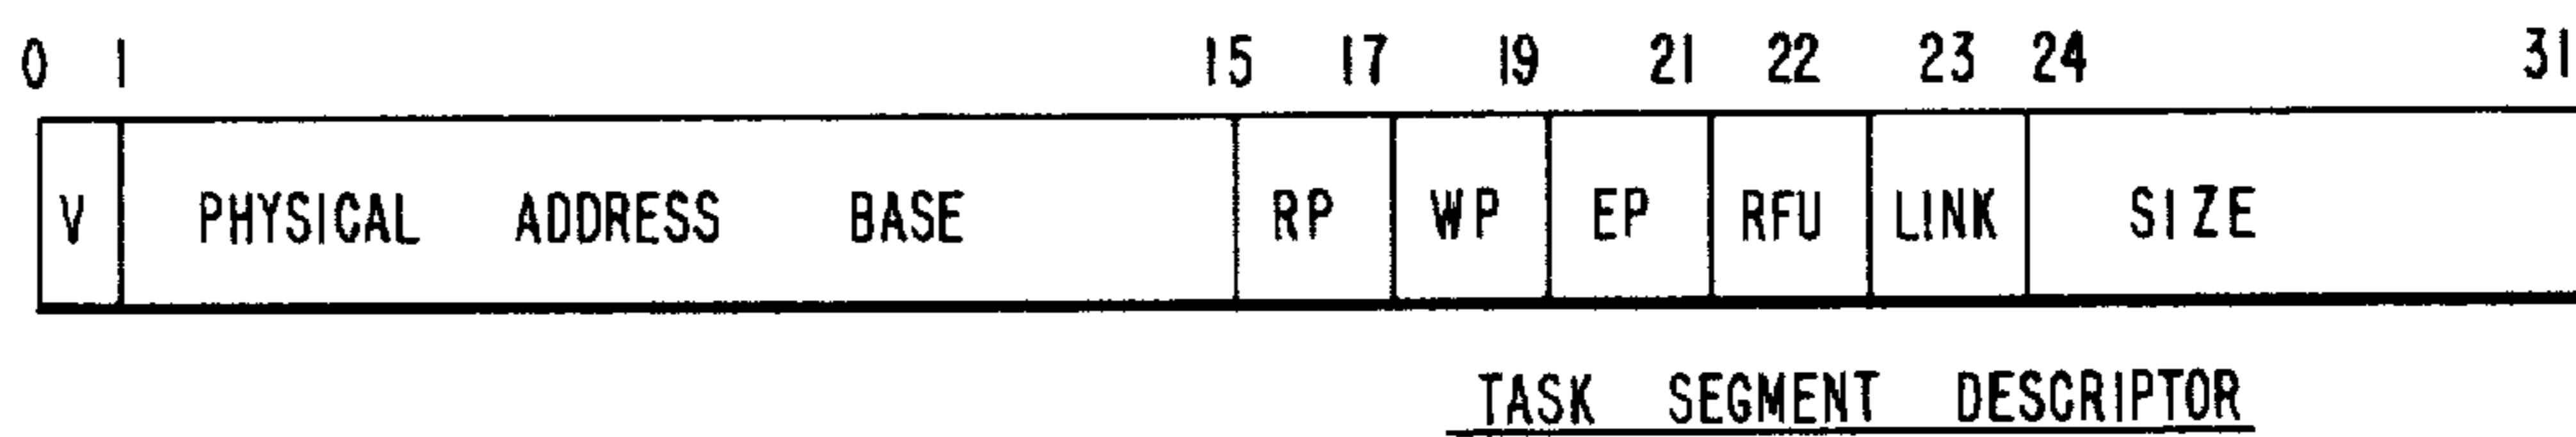 0 1 15 17 19 21 22 23 24 31
V PHYSICAL ADDRESS BASE RP WP EP RFU LINK SIZE
TASK SEGMENT DESCRIPTOR